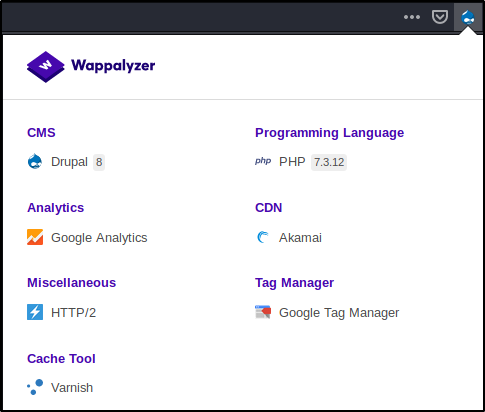 Wappalyzer
CMS
Drupal 8
Programming Language
php PHP 7.3.12
Analytics
Google Analytics
CDN
Akamai
Miscellaneous
HTTP/2
Tag Manager
Google Tag Manager
Cache Tool
Varnish